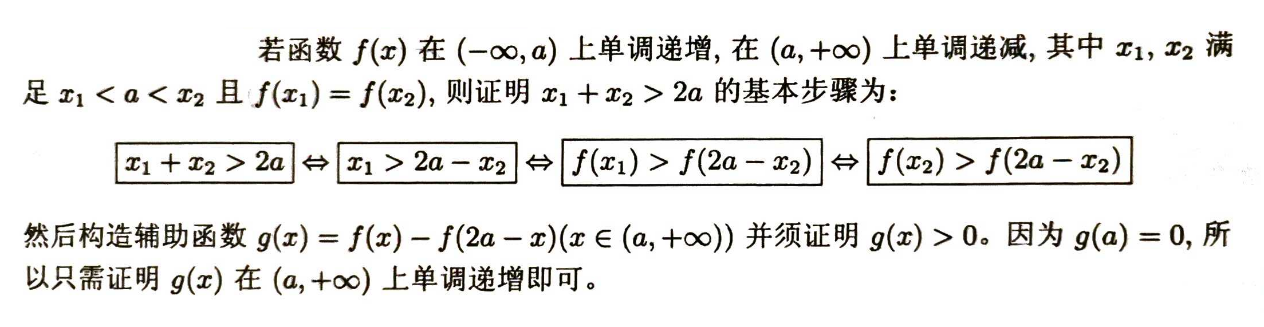 若函数 f(x) 在 (−∞, a) 上单调递增, 在 (a, +∞) 上单调递减, 其中 x₁, x₂ 满
足 x₁ < a < x₂ 且 f(x₁) = f(x₂), 则证明 x₁ + x₂ > 2a 的基本步骤为：
x₁ + x₂ > 2a ⇔ x₁ > 2a − x₂ ⇔ f(x₁) > f(2a − x₂) ⇔ f(x₂) > f(2a − x₂)
然后构造辅助函数 g(x) = f(x) − f(2a − x)(x ∈ (a, +∞)) 并须证明 g(x) > 0。因为 g(a) = 0, 所
以只需证明 g(x) 在 (a, +∞) 上单调递增即可。